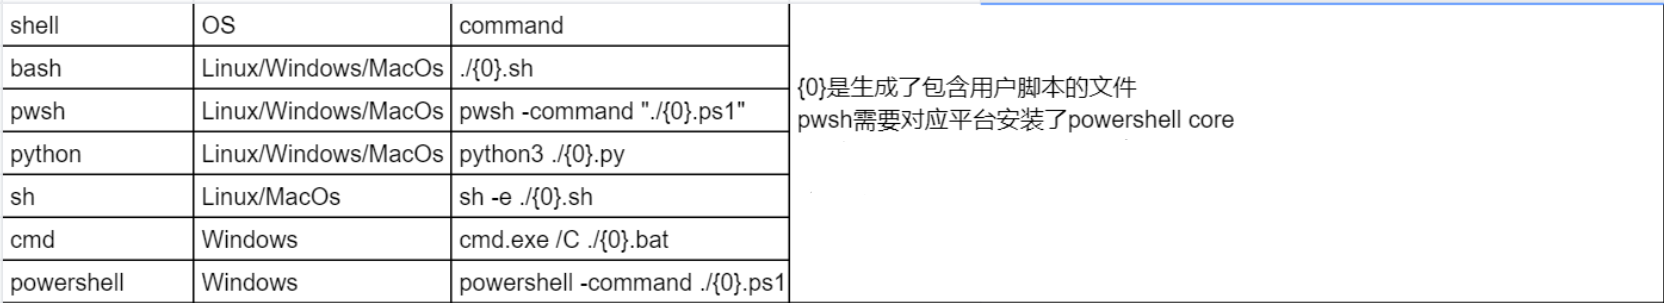 shell OS command
bash Linux/Windows/MacOs ./{0}.sh
pwsh Linux/Windows/MacOs pwsh -command "./{0}.ps1"
python Linux/Windows/MacOs python3 ./{0}.py
sh Linux/MacOs sh -e ./{0}.sh
cmd Windows cmd.exe /C ./{0}.bat
powershell Windows powershell -command ./{0}.ps1
{0}是生成了包含用户脚本的文件
pwsh需要对应平台安装了powershell core